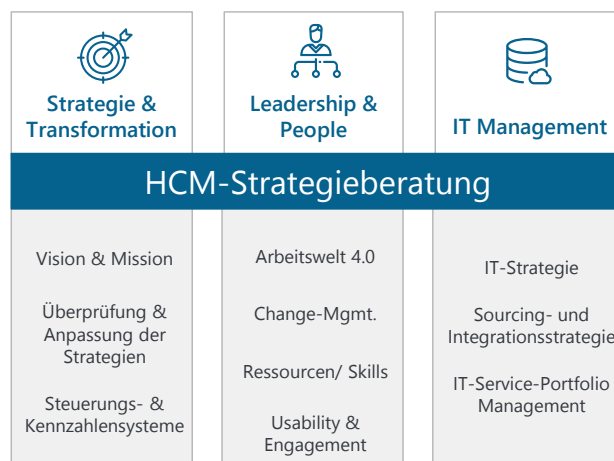 Strategie &
Transformation
Leadership &
People
IT Management
HCM-Strategieberatung
Vision & Mission
Überprüfung &
Anpassung der
Strategien
Steuerungs- &
Kennzahlensysteme
Arbeitswelt 4.0
Change-Mgmt.
Ressourcen/ Skills
Usability &
Engagement
IT-Strategie
Sourcing- und
Integrationsstrategie
IT-Service-Portfolio
Management